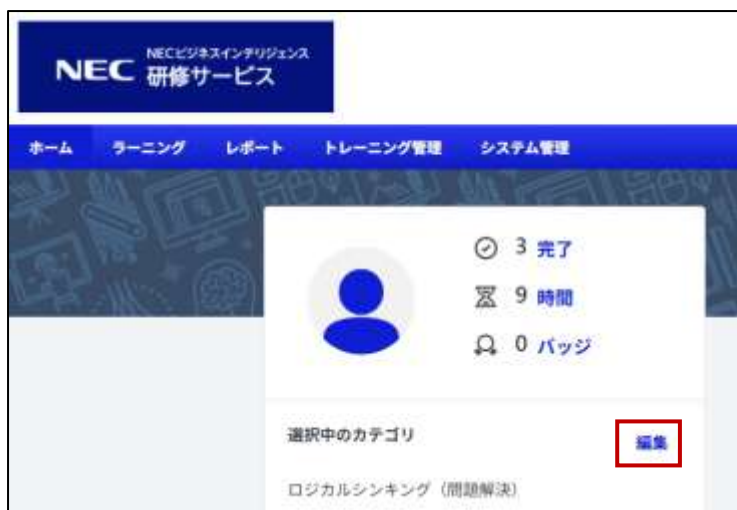 NEC
NECビジネスインテリジェンス
研修サービス
ホーム ラーニング レポート トレーニング管理 システム管理
3 完了
9 時間
0 バッジ
選択中のカテゴリ
編集
ロジカルシンキング（問題解決）